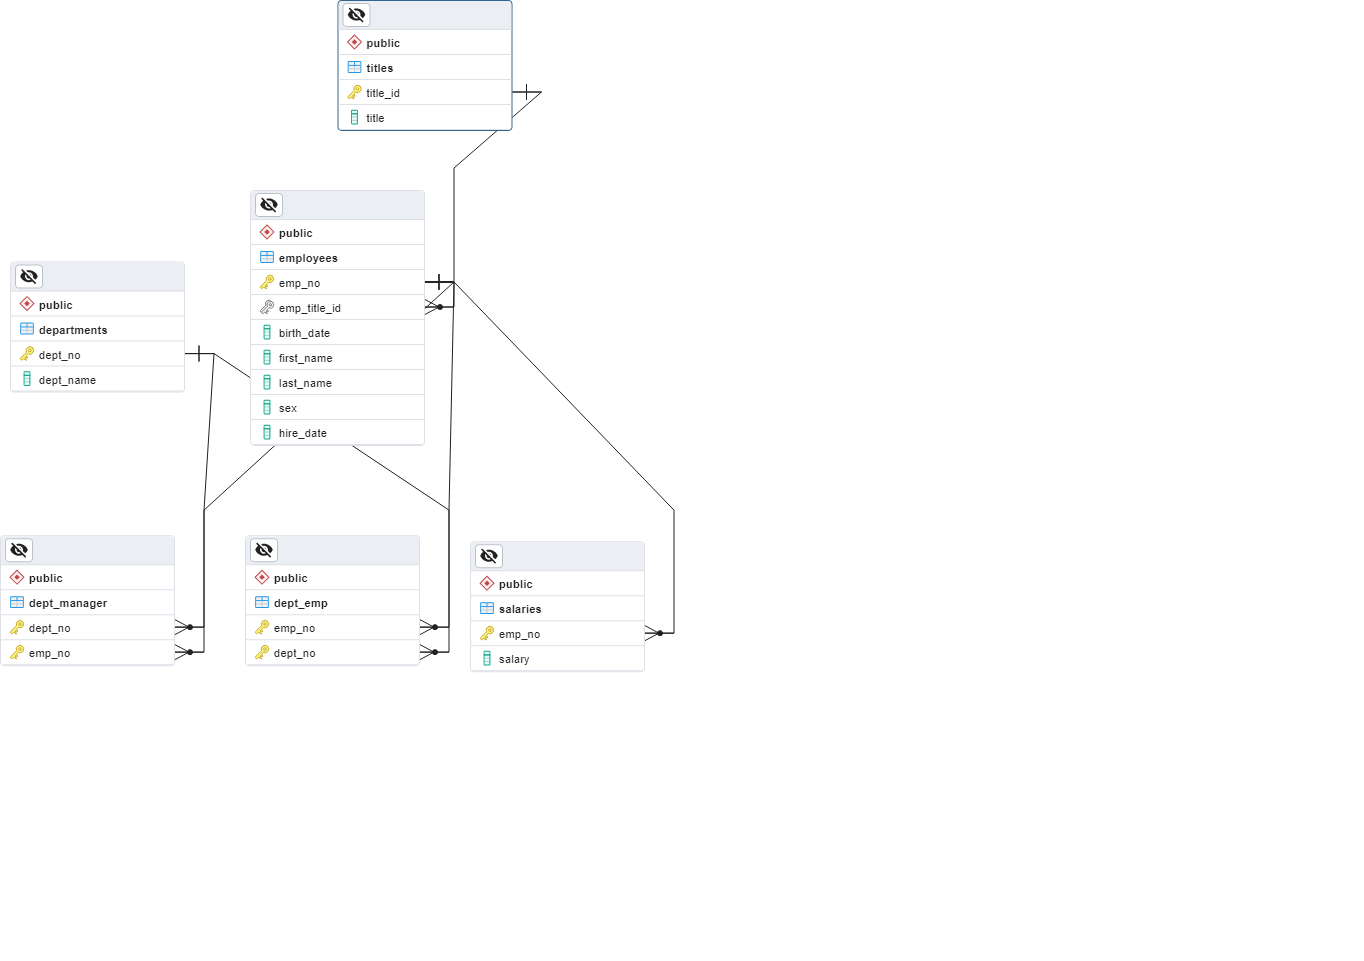 public
titles
title_id
title
public
employees
emp_no
emp_title_id
birth_date
first_name
last_name
sex
hire_date
public
departments
dept_no
dept_name
public
dept_manager
dept_no
emp_no
public
dept_emp
emp_no
dept_no
public
salaries
emp_no
salary